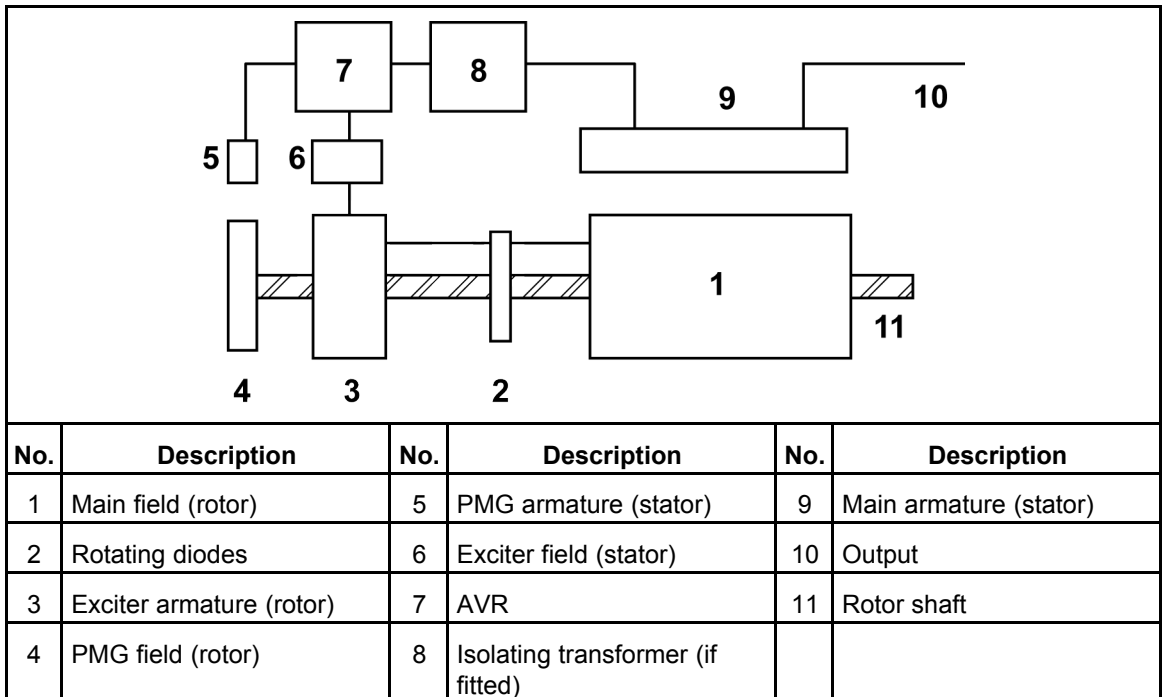 7 8
9 10
5 6
1
11
4 3 2
No. Description No. Description No. Description
1 Main field (rotor) 5 PMG armature (stator) 9 Main armature (stator)
2 Rotating diodes 6 Exciter field (stator) 10 Output
3 Exciter armature (rotor) 7 AVR 11 Rotor shaft
4 PMG field (rotor) 8 Isolating transformer (if
fitted)